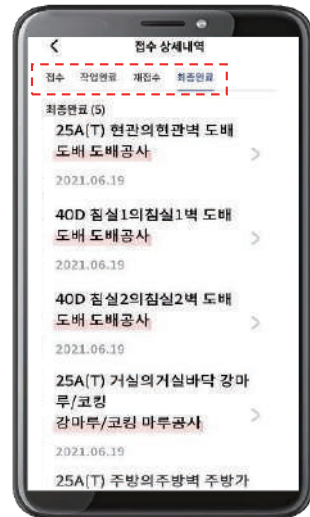 접수 상세내역
접수 작업완료 재접수 최종완료
최종완료 (5)
25A(T) 현관의현관벽 도배
도배 도배공사
2021.06.19
40D 침실1의침실1벽 도배
도배 도배공사
2021.06.19
40D 침실2의침실2벽 도배
도배 도배공사
2021.06.19
25A(T) 거실의거실바닥 강마
루/코킹
강마루/코킹 마루공사
2021.06.19
25A(T) 주방의주방벽 주방가